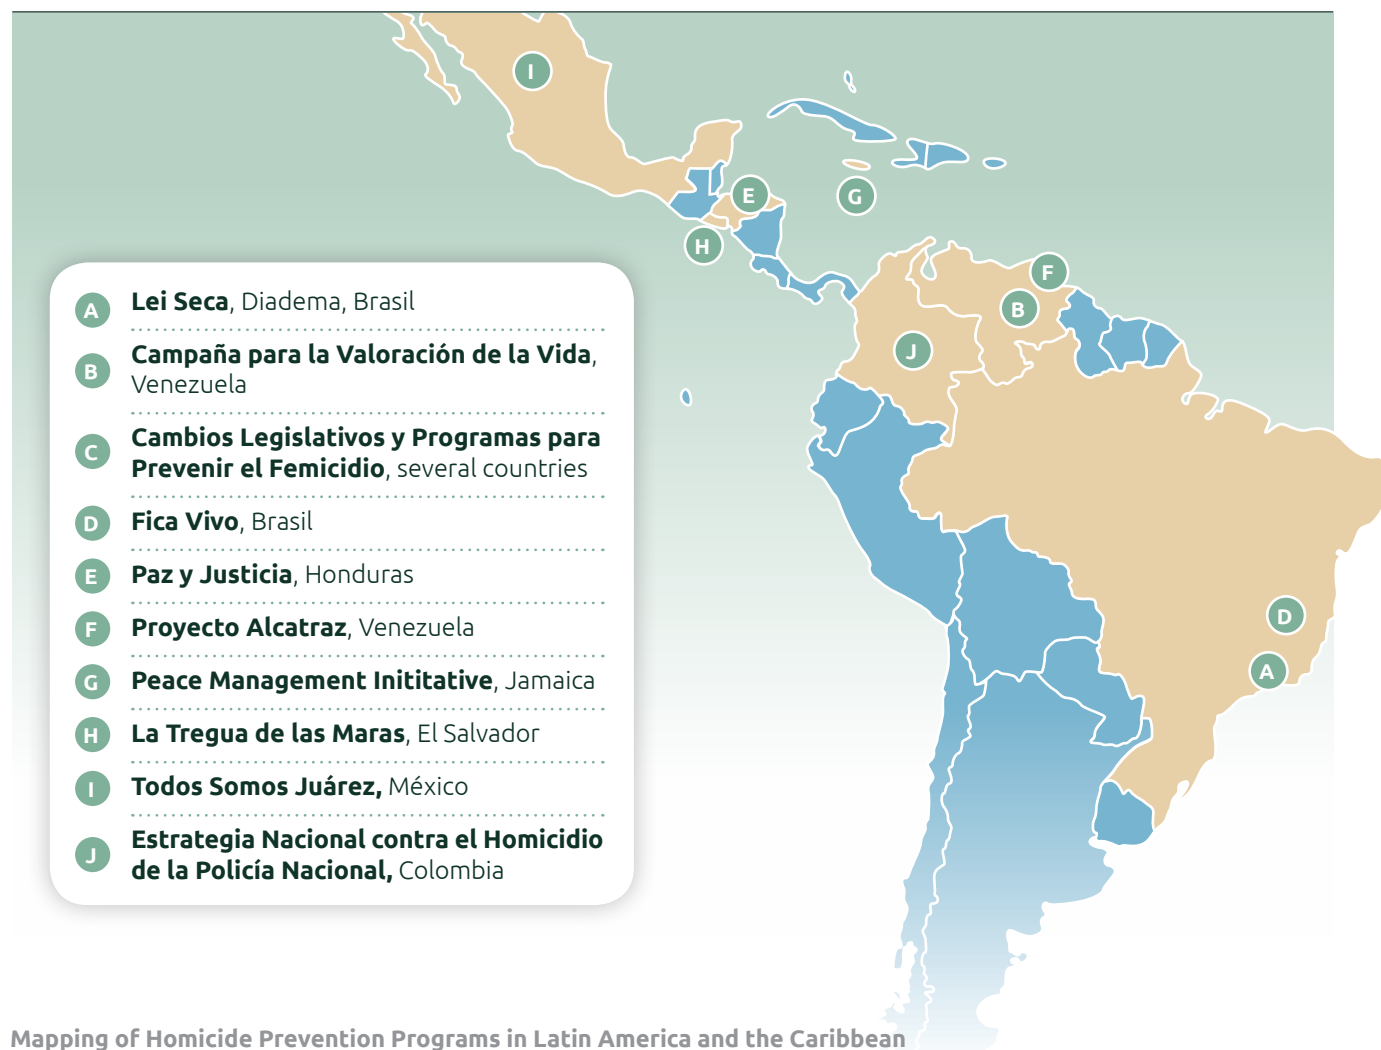 I
E
G
H
F
B
J
D
A
A Lei Seca, Diadema, Brasil
B Campaña para la Valoración de la Vida,
Venezuela
C Cambios Legislativos y Programas para
Prevenir el Femicidio, several countries
D Fica Vivo, Brasil
E Paz y Justicia, Honduras
F Proyecto Alcatraz, Venezuela
G Peace Management Inititative, Jamaica
H La Tregua de las Maras, El Salvador
I Todos Somos Juárez, México
J Estrategia Nacional contra el Homicidio
de la Policía Nacional, Colombia
Mapping of Homicide Prevention Programs in Latin America and the Caribbean